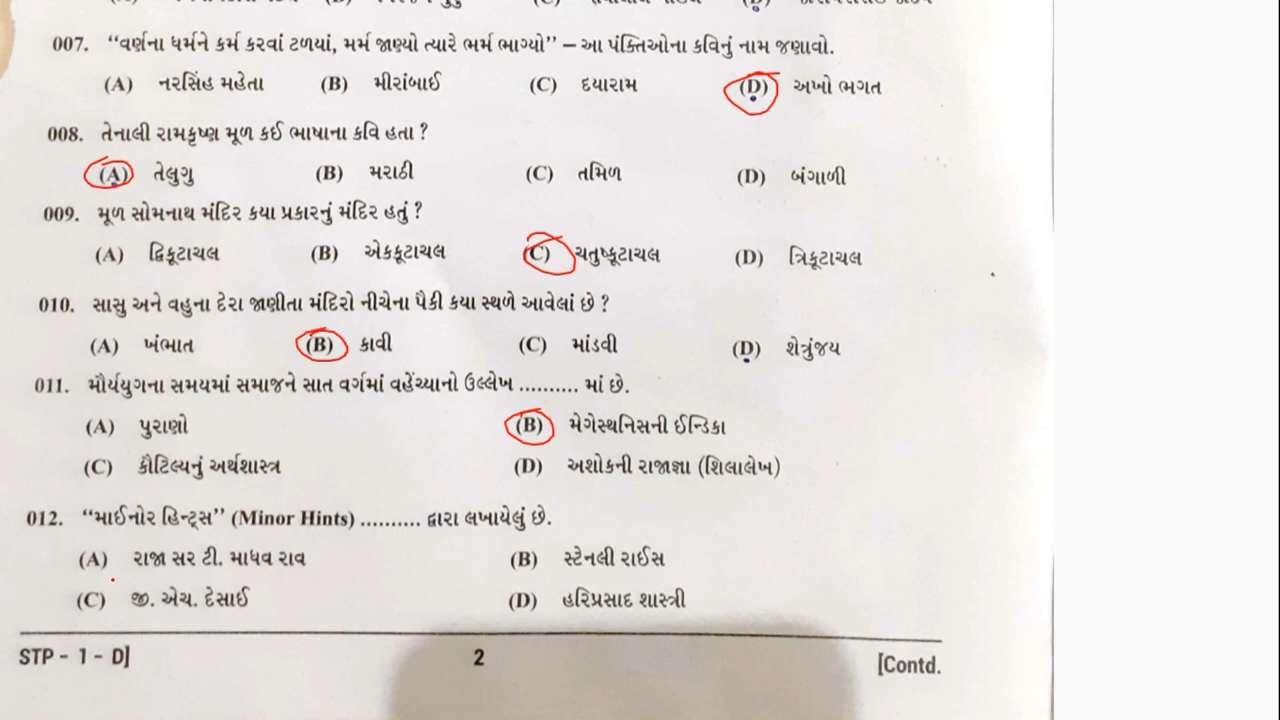 007. “વર્ણના ધર્મને કર્મ કરવાં ટળયાં, મર્મ જાણ્યો ત્યારે ભર્મ ભાગ્યો” – આ પંક્તિઓના કવિનું નામ જણાવો.
(A) નરસિંહ મહેતા (B) મીરાંબાઈ (C) દયારામ (D) અખો ભગત
008. તેનાલી રામકૃષ્ણ મૂળ કઈ ભાષાના કવિ હતા ?
(A) તેલુગુ (B) મરાઠી (C) તમિળ (D) બંગાળી
009. મૂળ સોમનાથ મંદિર કયા પ્રકારનું મંદિર હતું ?
(A) દ્વિકૂટાચલ (B) એકકૂટાચલ (C) ચતુષ્કૂટાચલ (D) ત્રિકૂટાચલ
010. સાસુ અને વહુના દેરા જાણીતા મંદિરો નીચેના પૈકી કયા સ્થળે આવેલાં છે ?
(A) ખંભાત (B) કાવી (C) માંડવી (D) શેત્રુંજય
011. મૌર્યયુગના સમયમાં સમાજને સાત વર્ગમાં વહેંચ્યાનો ઉલ્લેખ .......... માં છે.
(A) પુરાણો (B) મેગેસ્થનિસની ઈન્ડિકા
(C) કૌટિલ્યનું અર્થશાસ્ત્ર (D) અશોકની રાજાજ્ઞા (શિલાલેખ)
012. “માઈનોર હિન્ટ્સ” (Minor Hints) .......... દ્વારા લખાયેલું છે.
(A) રાજા સર ટી. માધવ રાવ (B) સ્ટેનલી રાઈસ
(C) જી. એચ. દેસાઈ (D) હરિપ્રસાદ શાસ્ત્રી
STP - 1 - D] 2 [Contd.